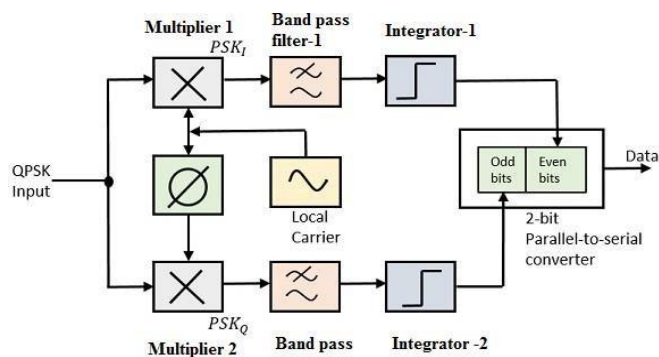 Multiplier 1
PSK_I
Band pass
filter-1
Integrator-1
QPSK
Input
Local
Carrier
Odd
bits
Even
bits
Data
2-bit
Parallel-to-serial
converter
PSK_Q
Multiplier 2
Band pass
Integrator -2